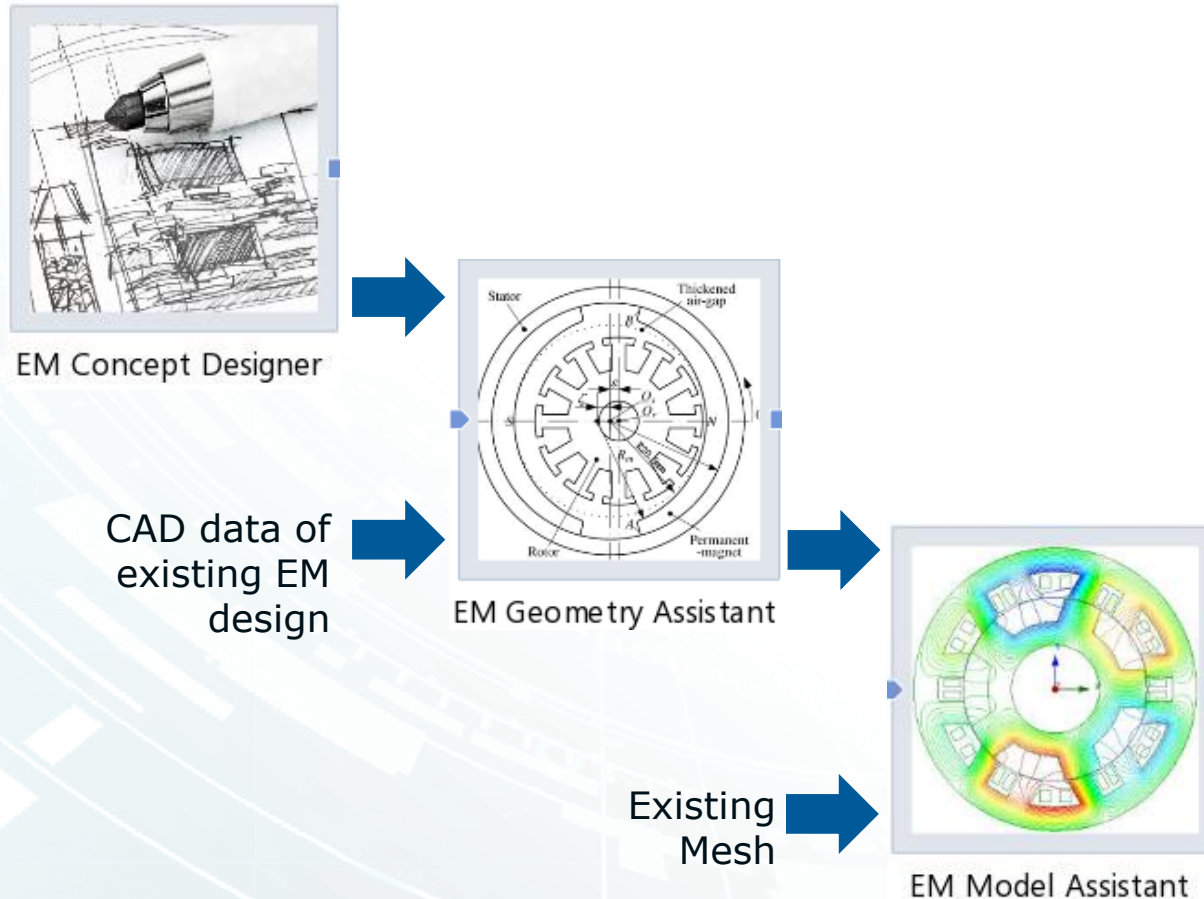 EM Concept Designer
Stator
Thickened
air-gap
B
S
N
A
Rotor
Permanent
-magnet
CAD data of
existing EM
design
EM Geometry Assistant
Existing
Mesh
EM Model Assistant